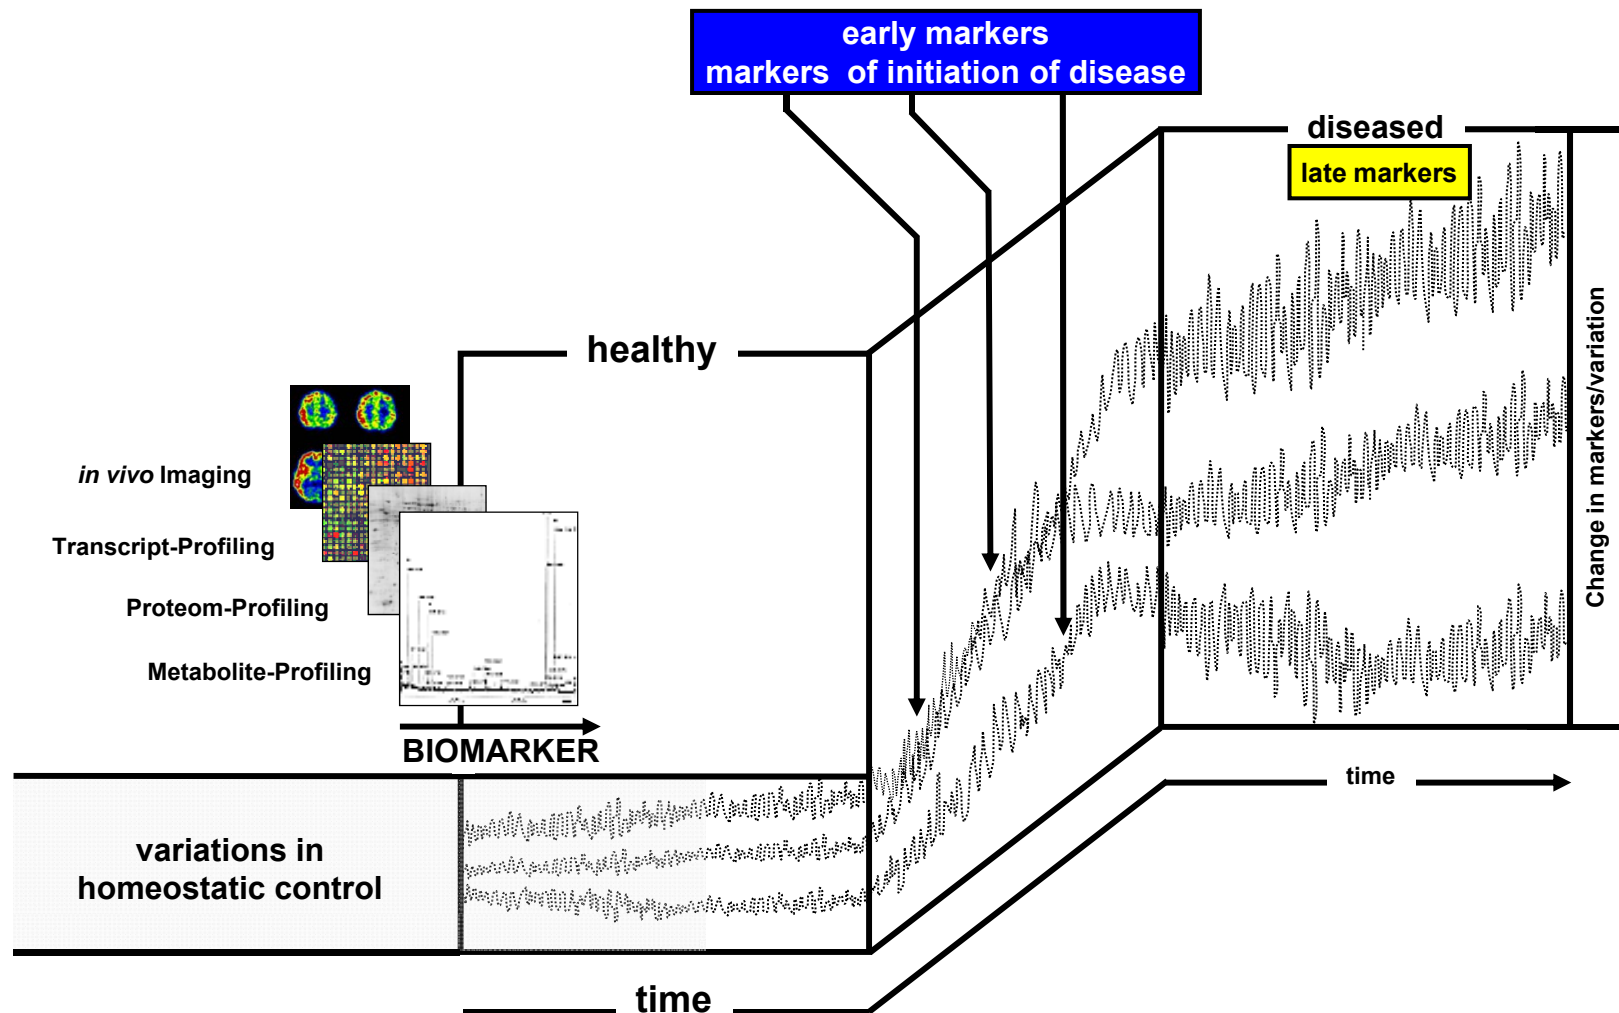 early markers
markers of initiation of disease
diseased
late markers
healthy
in vivo Imaging
Transcript-Profiling
Proteom-Profiling
Metabolite-Profiling
BIOMARKER
variations in
homeostatic control
Change in markers/variation
time
time